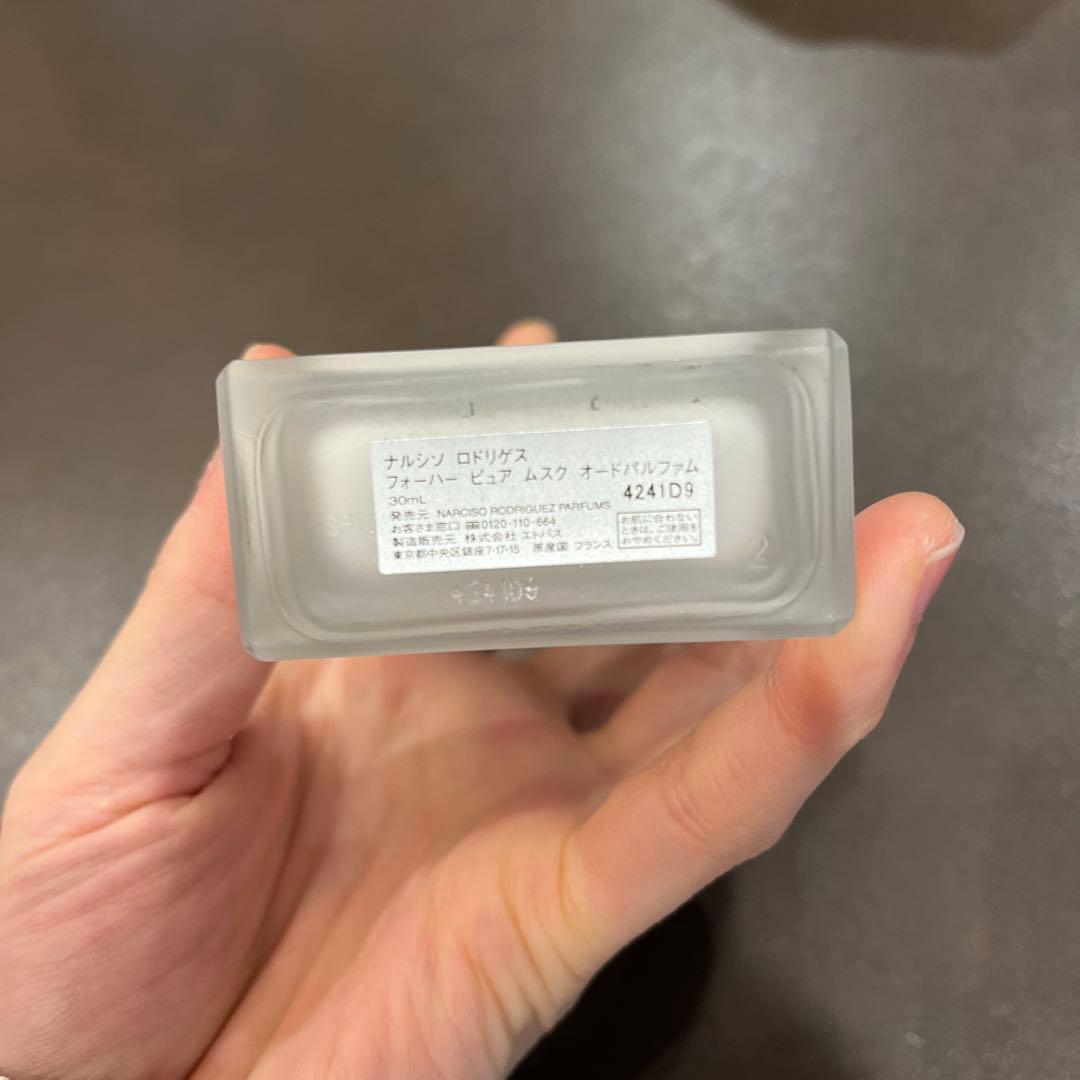 ナルシソ ロドリゲス
フォーハー ピュア ムスク オードパルファム
30mL
4241D9
発売元 NARCISO RODRIGUEZ PARFUMS
お客さま窓口 0120-110-664
製造販売元 株式会社 エトバス
東京都中央区銀座7-17-15 原産国 フランス
お肌に合わない
ときは、ご使用を
おやめください。
4241D9
2